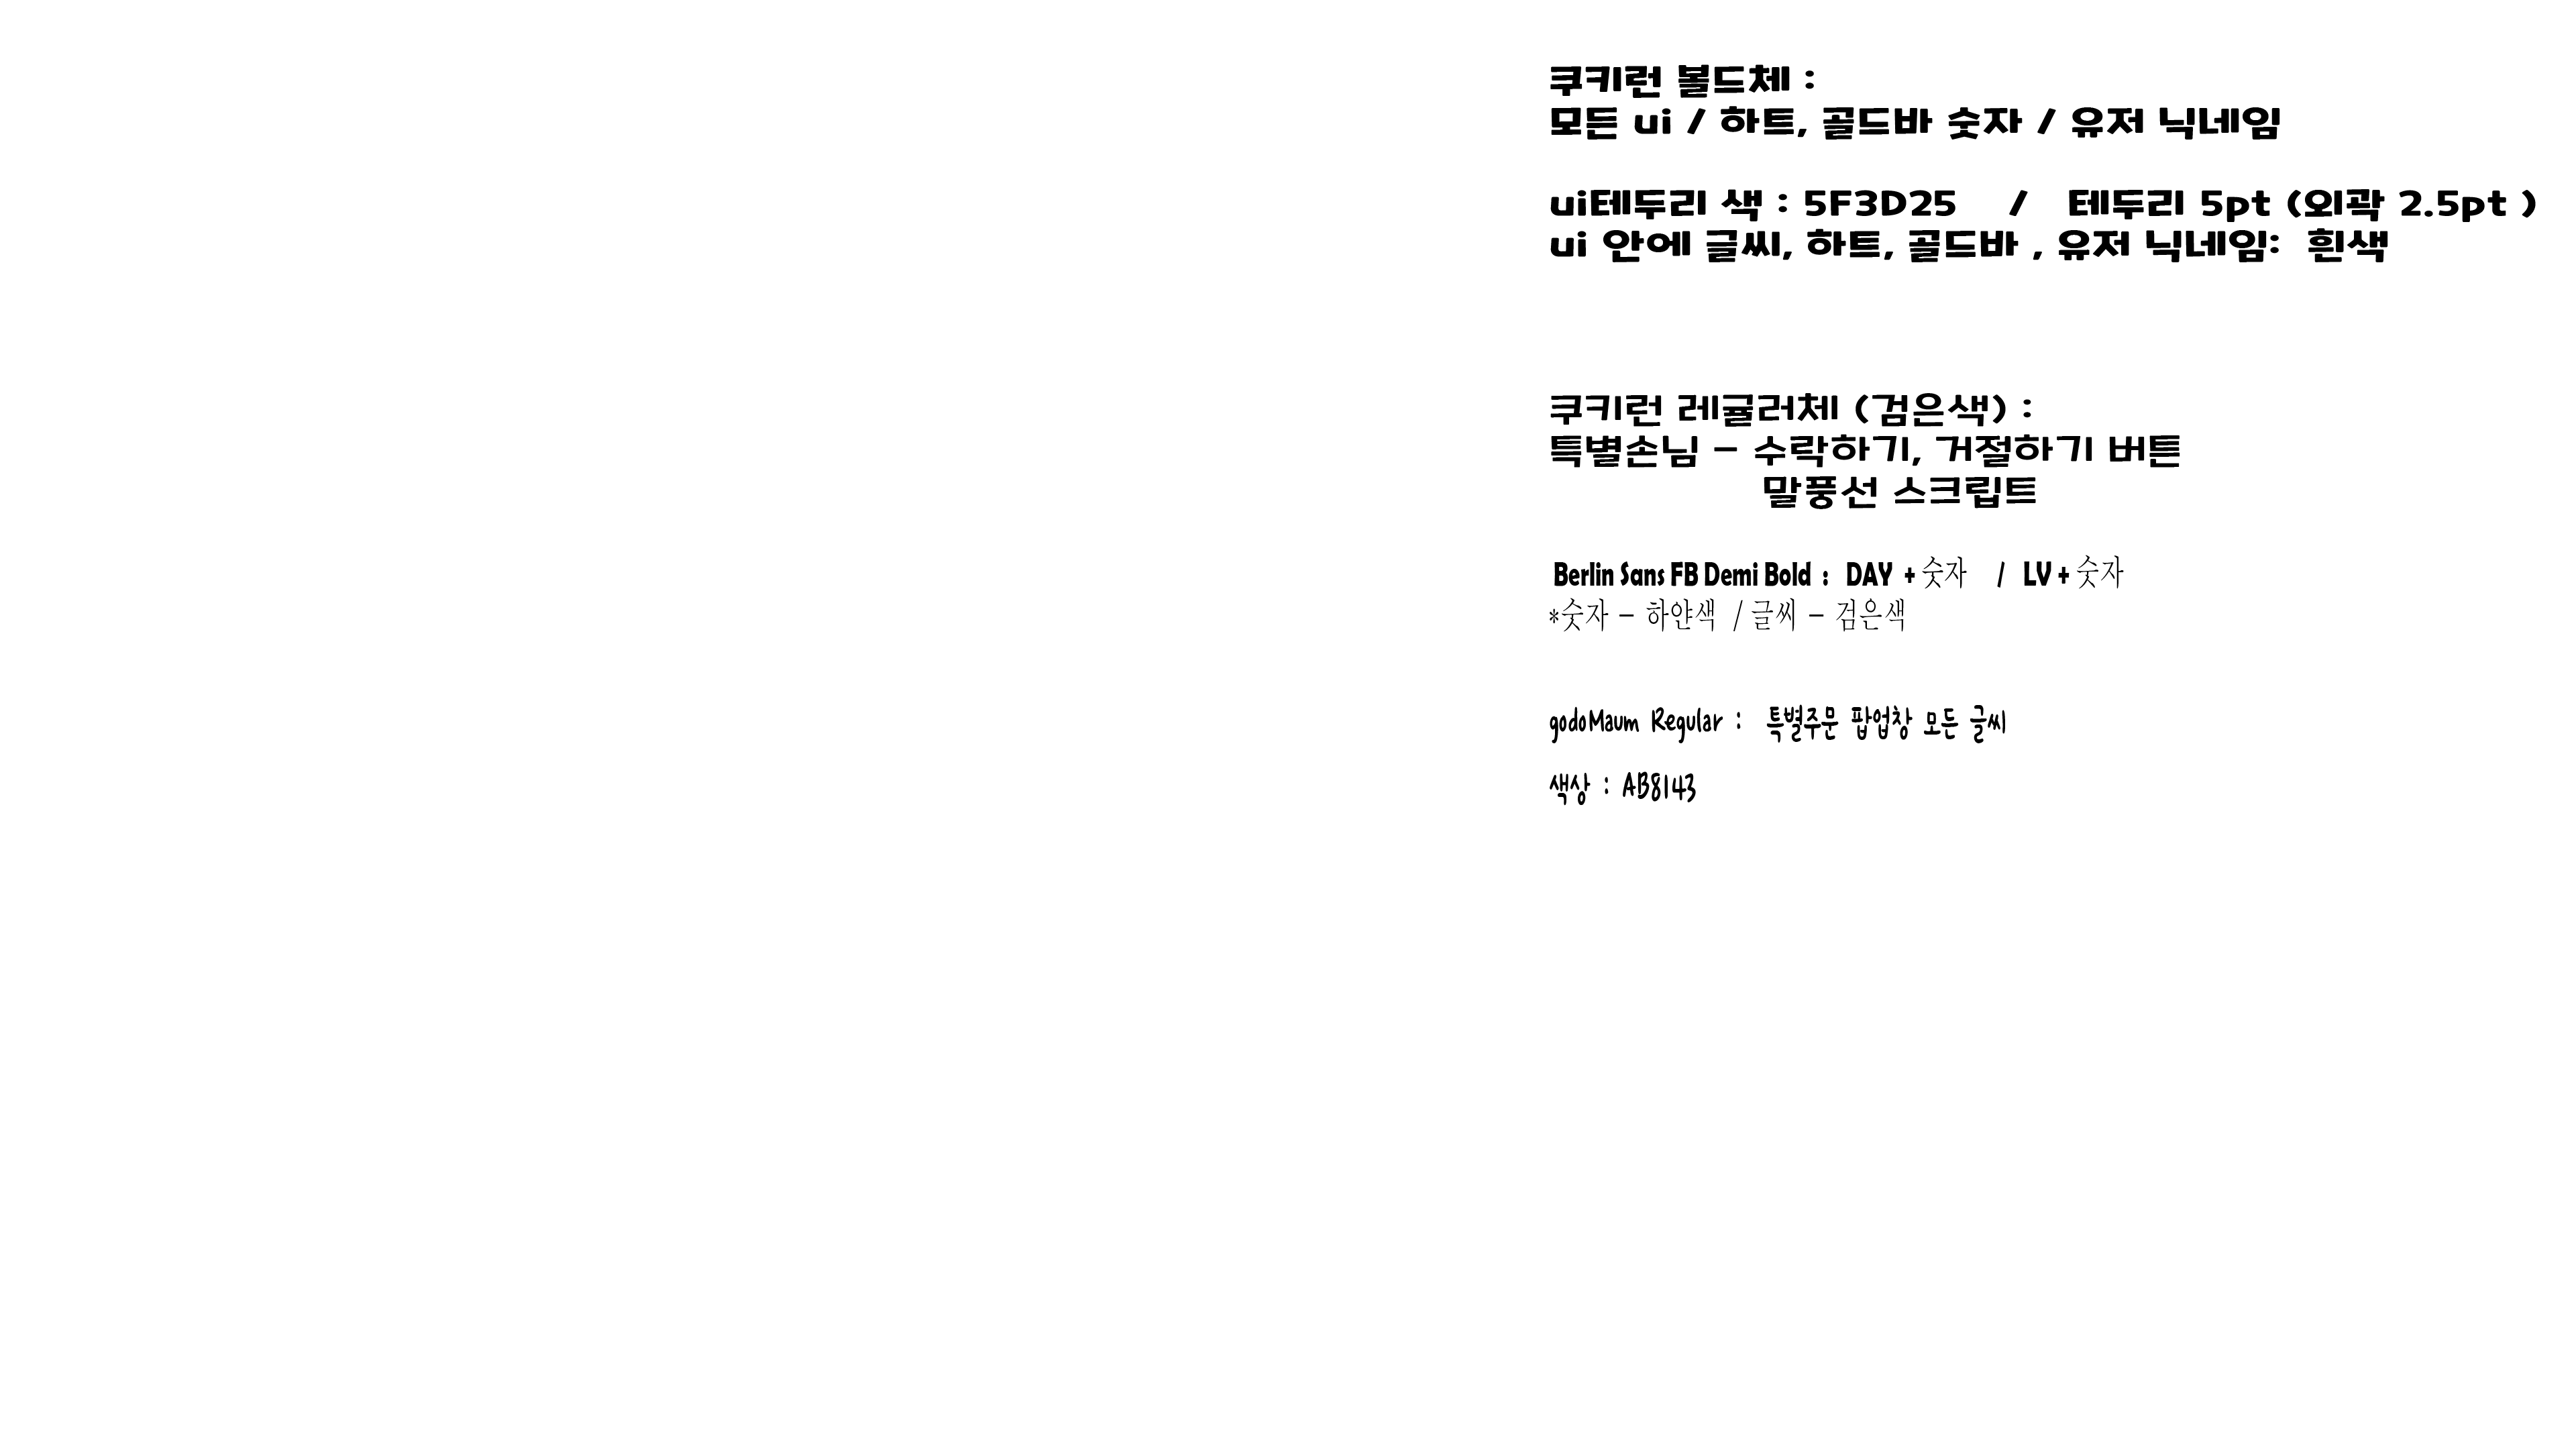 쿠키런 볼드체 :
모든 ui / 하트, 골드바 숫자 / 유저 닉네임
ui테두리 색 : 5F3D25 / 테두리 5pt (외곽 2.5pt )
ui 안에 글씨, 하트, 골드바 , 유저 닉네임: 흰색
쿠키런 레귤러체 (검은색) :
특별손님 - 수락하기, 거절하기 버튼
말풍선 스크립트
Berlin Sans FB Demi Bold : DAY + 숫자 / LV + 숫자
*숫자 - 하얀색 / 글씨 - 검은색
godoMaum Regular : 특별주문 팝업창 모든 글씨
색상 : AB8143